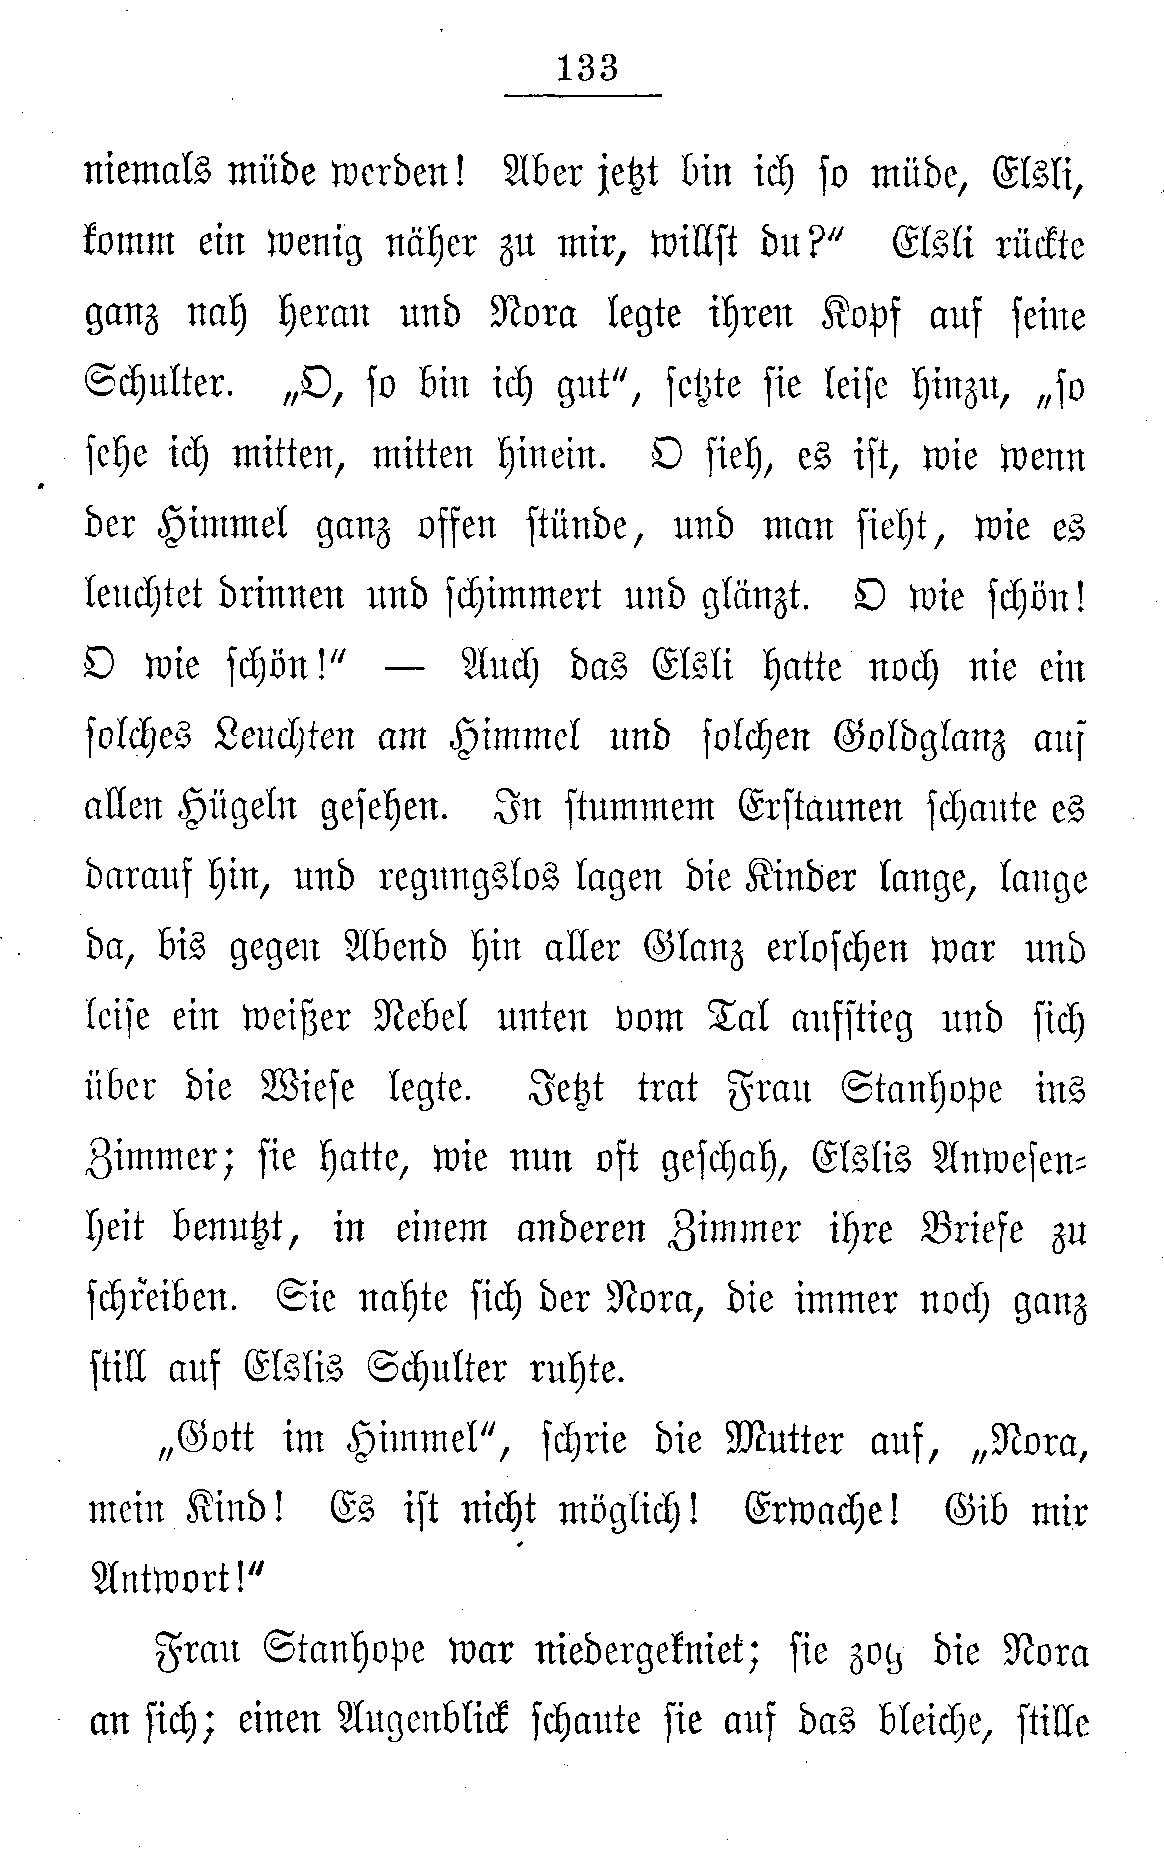 133
niemals müde werden! Aber jetzt bin ich so müde, Elsli,
komm ein wenig näher zu mir, willst du?“ Elsli rückte
ganz nah heran und Nora legte ihren Kopf auf seine
Schulter. „O, so bin ich gut“, setzte sie leise hinzu, „so
sehe ich mitten, mitten hinein. O sieh, es ist, wie wenn
der Himmel ganz offen stünde, und man sieht, wie es
leuchtet drinnen und schimmert und glänzt. O wie schön!
O wie schön!“ — Auch das Elsli hatte noch nie ein
solches Leuchten am Himmel und solchen Goldglanz auf
allen Hügeln gesehen. In stummem Erstaunen schaute es
darauf hin, und regungslos lagen die Kinder lange, lange
da, bis gegen Abend hin aller Glanz erloschen war und
leise ein weißer Nebel unten vom Tal aufstieg und sich
über die Wiese legte. Jetzt trat Frau Stanhope ins
Zimmer; sie hatte, wie nun oft geschah, Elslis Anwesen-
heit benutzt, in einem anderen Zimmer ihre Briefe zu
schreiben. Sie nahte sich der Nora, die immer noch ganz
still auf Elslis Schulter ruhte.
„Gott im Himmel“, schrie die Mutter auf, „Nora,
mein Kind! Es ist nicht möglich! Erwache! Gib mir
Antwort!“
Frau Stanhope war niedergekniet; sie zog die Nora
an sich; einen Augenblick schaute sie auf das bleiche, stille